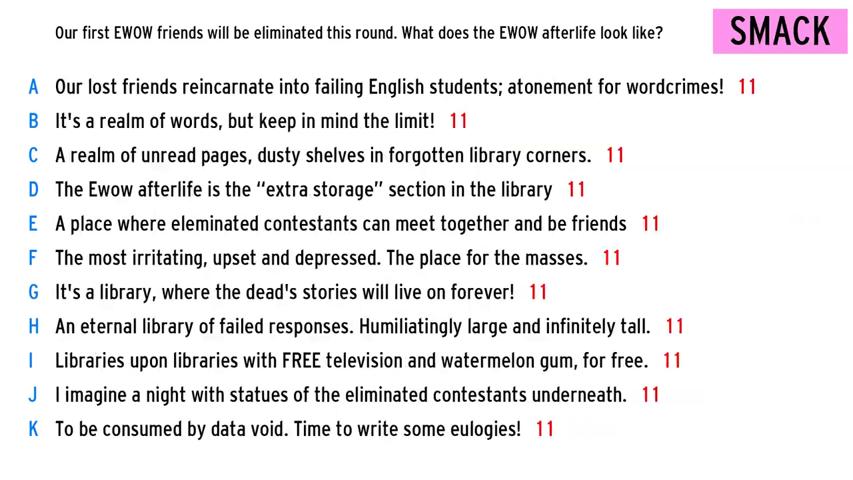 Our first EWOW friends will be eliminated this round. What does the EWOW afterlife look like?
SMACK
A Our lost friends reincarnate into failing English students; atonement for wordcrimes! 11
B It's a realm of words, but keep in mind the limit! 11
C A realm of unread pages, dusty shelves in forgotten library corners. 11
D The Ewow afterlife is the “extra storage” section in the library 11
E A place where eleminated contestants can meet together and be friends 11
F The most irritating, upset and depressed. The place for the masses. 11
G It's a library, where the dead's stories will live on forever! 11
H An eternal library of failed responses. Humiliatingly large and infinitely tall. 11
I Libraries upon libraries with FREE television and watermelon gum, for free. 11
J I imagine a night with statues of the eliminated contestants underneath. 11
K To be consumed by data void. Time to write some eulogies! 11